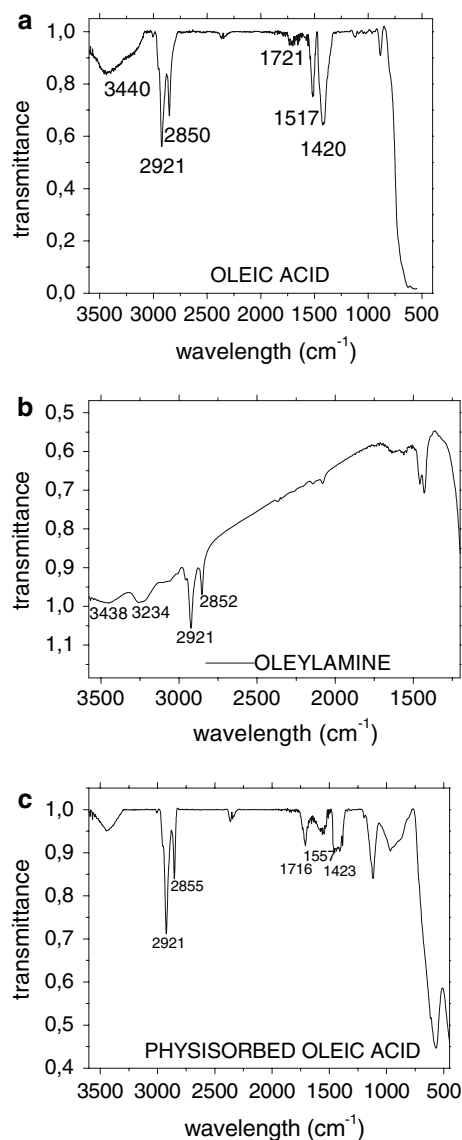 a
1,0
0,8
0,6
0,4
0,2
0,0
transmittance
3440
2921
2850
1721
1517
1420
OLEIC ACID
3500 3000 2500 2000 1500 1000 500
wavelength (cm-1)
b
0,5
0,6
0,7
0,8
0,9
1,0
1,1
transmittance
3438
3234
2921
2852
OLEYLAMINE
3500 3000 2500 2000 1500
wavelength (cm-1)
c
1,0
0,9
0,8
0,7
0,6
0,5
0,4
transmittance
2921
2855
1716
1557
1423
PHYSISORBED OLEIC ACID
3500 3000 2500 2000 1500 1000 500
wavelength (cm-1)